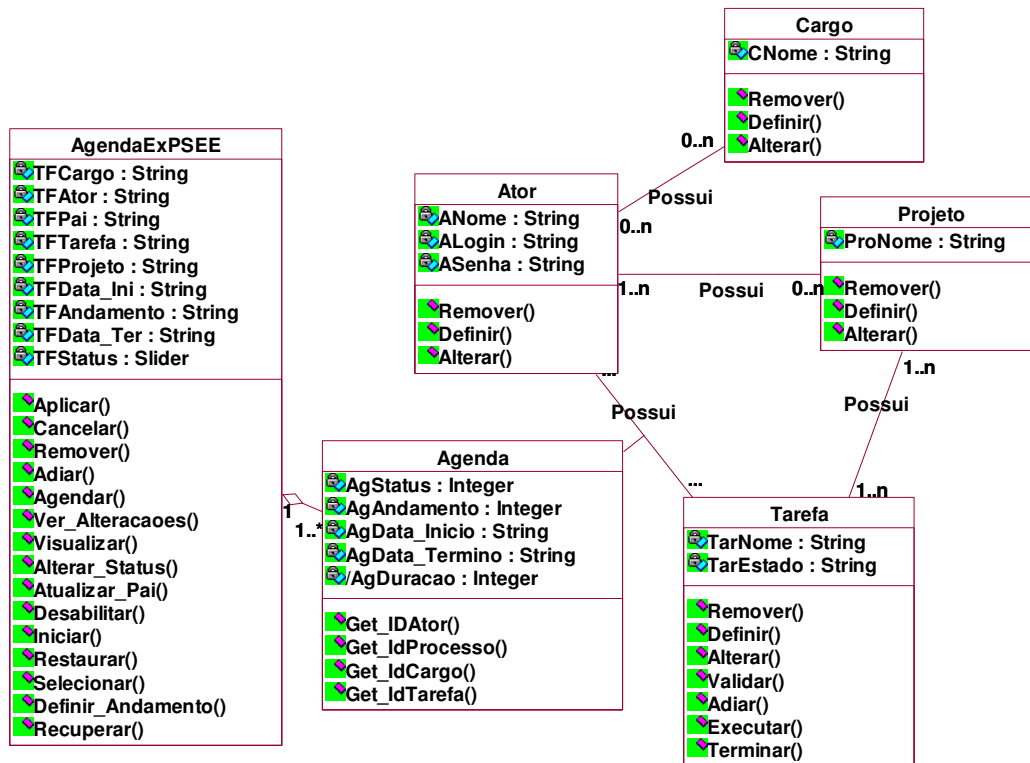 Cargo
CNome : String
Remover()
Definir()
Alterar()
0..n
Possui
0..n
AgendaExPSEE
TFCargo : String
TFAtor : String
TFPai : String
TFTarefa : String
TFProjeto : String
TFData_Ini : String
TFAndamento : String
TFData_Ter : String
TFStatus : Slider
Aplicar()
Cancelar()
Remover()
Adiar()
Agendar()
Ver_Alteracaoes()
Visualizar()
Alterar_Status()
Atualizar_Pai()
Desabilitar()
Iniciar()
Restaurar()
Selecionar()
Definir_Andamento()
Recuperar()
Ator
ANome : String
ALogin : String
ASenha : String
Remover()
Definir()
Alterar()
1..n
Possui
0..n
Projeto
ProNome : String
Remover()
Definir()
Alterar()
1..n
Possui
1..n
...
Possui
...
1
1..*
Agenda
AgStatus : Integer
AgAndamento : Integer
AgData_Inicio : String
AgData_Termino : String
/AgDuracao : Integer
Get_IDAtor()
Get_IdProcesso()
Get_IdCargo()
Get_IdTarefa()
Tarefa
TarNome : String
TarEstado : String
Remover()
Definir()
Alterar()
Validar()
Adiar()
Executar()
Terminar()